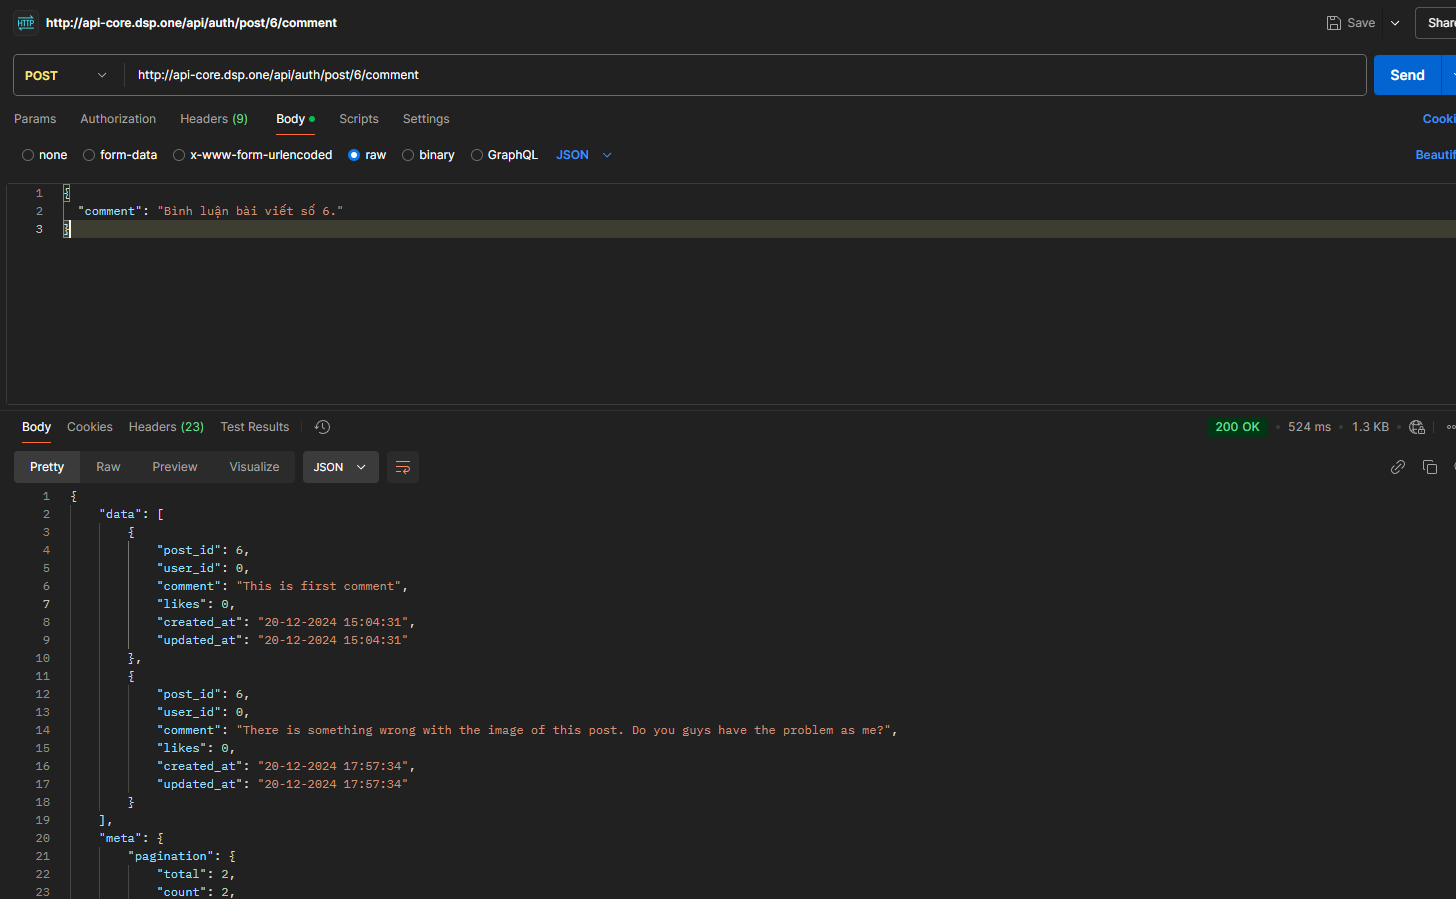 HTTP http://api-core.dsp.one/api/auth/post/6/comment Save
POST http://api-core.dsp.one/api/auth/post/6/comment Send
Params Authorization Headers (9) Body Scripts Settings
none form-data x-www-form-urlencoded raw binary GraphQL JSON
1 {
2 "comment": "Bình luận bài viết số 6."
3 }
Body Cookies Headers (23) Test Results 200 OK 524 ms 1.3 KB
Pretty Raw Preview Visualize JSON
1 {
2 "data": [
3 {
4 "post_id": 6,
5 "user_id": 0,
6 "comment": "This is first comment",
7 "likes": 0,
8 "created_at": "20-12-2024 15:04:31",
9 "updated_at": "20-12-2024 15:04:31"
10 },
11 {
12 "post_id": 6,
13 "user_id": 0,
14 "comment": "There is something wrong with the image of this post. Do you guys have the problem as me?",
15 "likes": 0,
16 "created_at": "20-12-2024 17:57:34",
17 "updated_at": "20-12-2024 17:57:34"
18 }
19 ],
20 "meta": {
21 "pagination": {
22 "total": 2,
23 "count": 2,